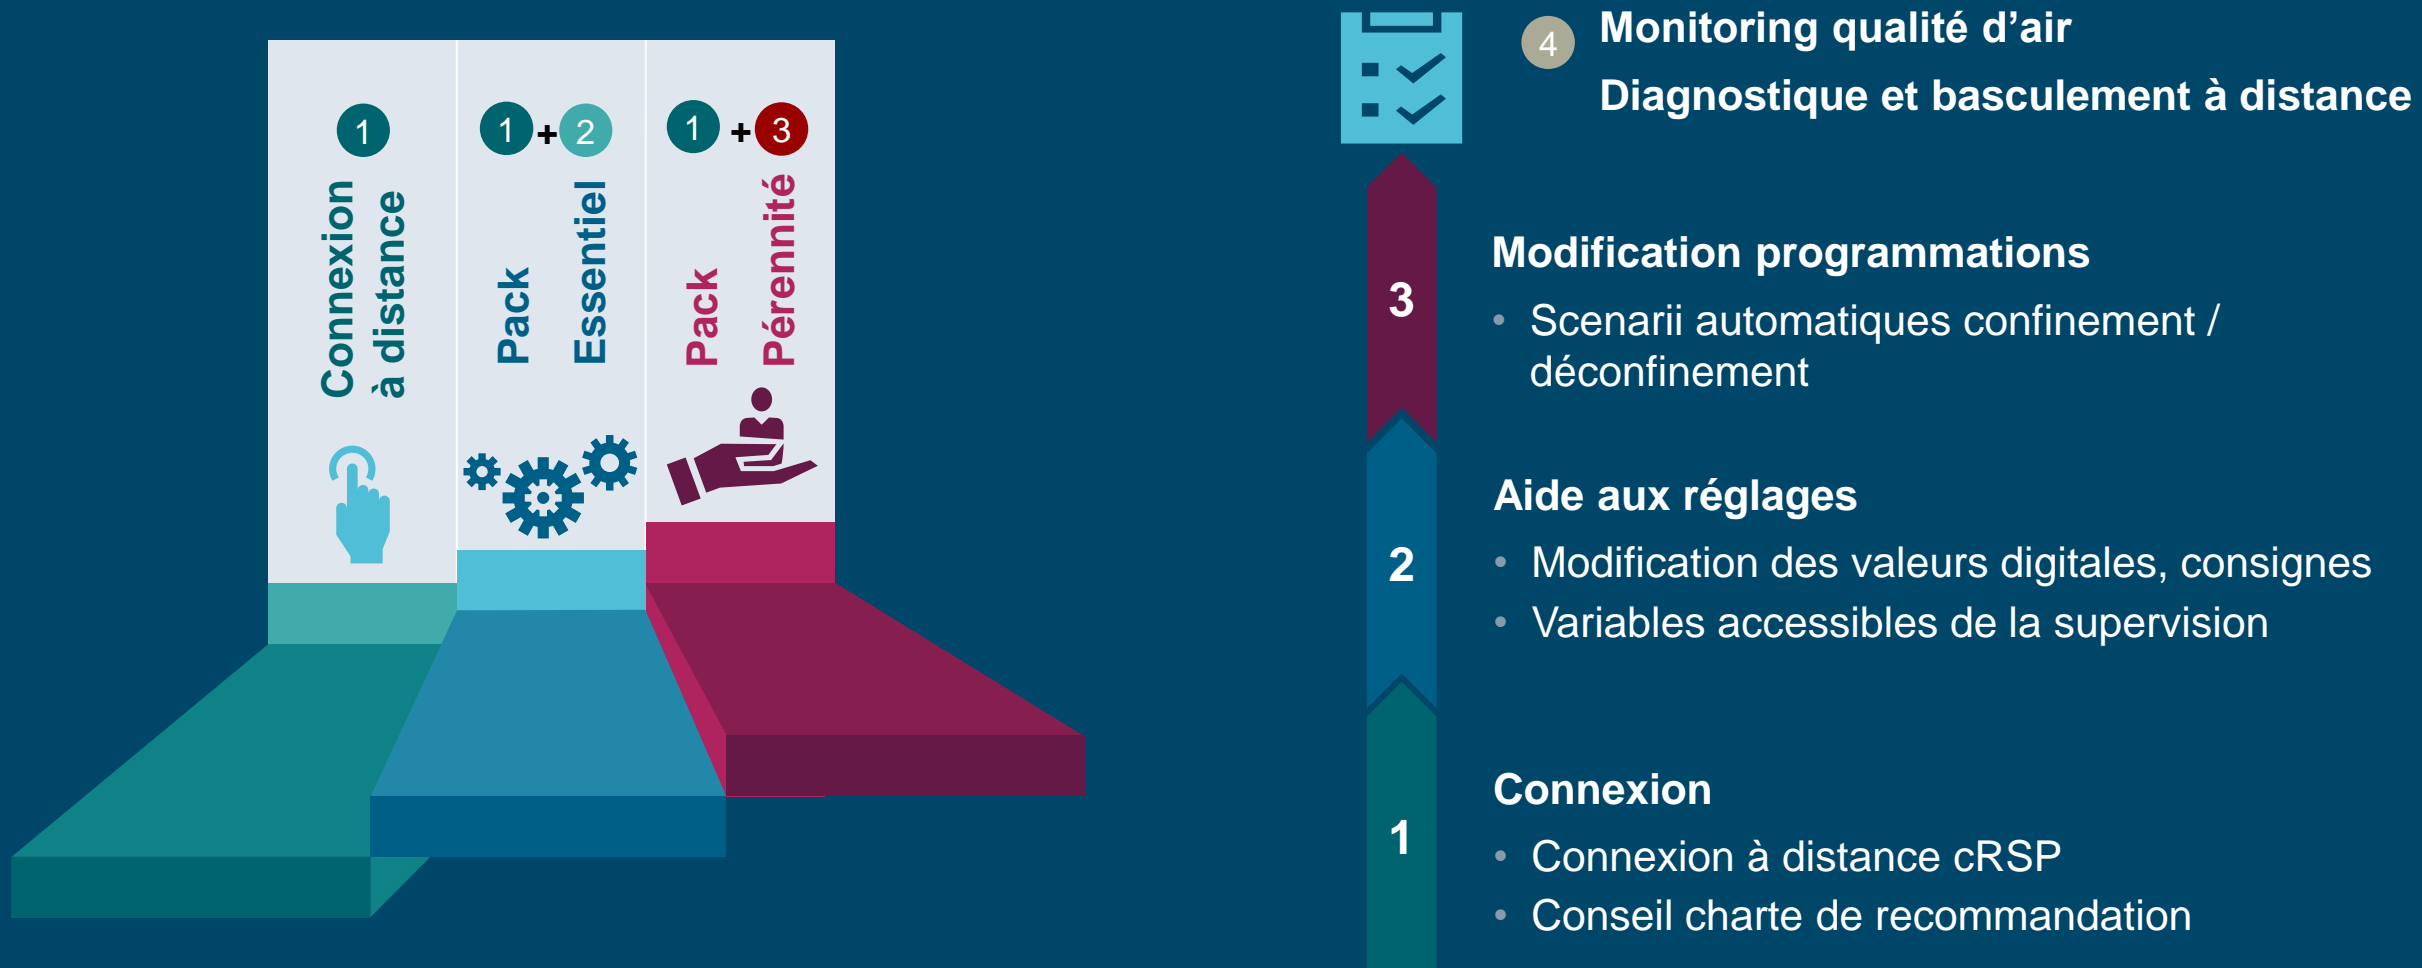 1
Connexion
à distance
1 + 2
Pack
Essentiel
1 + 3
Pack
Pérennité
4
Monitoring qualité d’air
Diagnostique et basculement à distance
3
Modification programmations
• Scenarii automatiques confinement /
déconfinement
2
Aide aux réglages
• Modification des valeurs digitales, consignes
• Variables accessibles de la supervision
1
Connexion
• Connexion à distance cRSP
• Conseil charte de recommandation